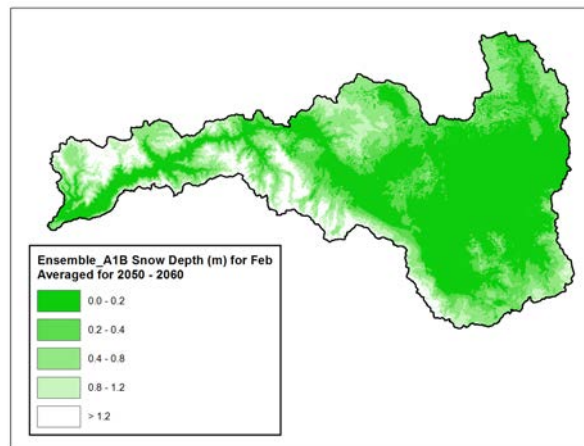 Ensemble_A1B Snow Depth (m) for Feb
Averaged for 2050 - 2060
0.0 - 0.2
0.2 - 0.4
0.4 - 0.8
0.8 - 1.2
> 1.2